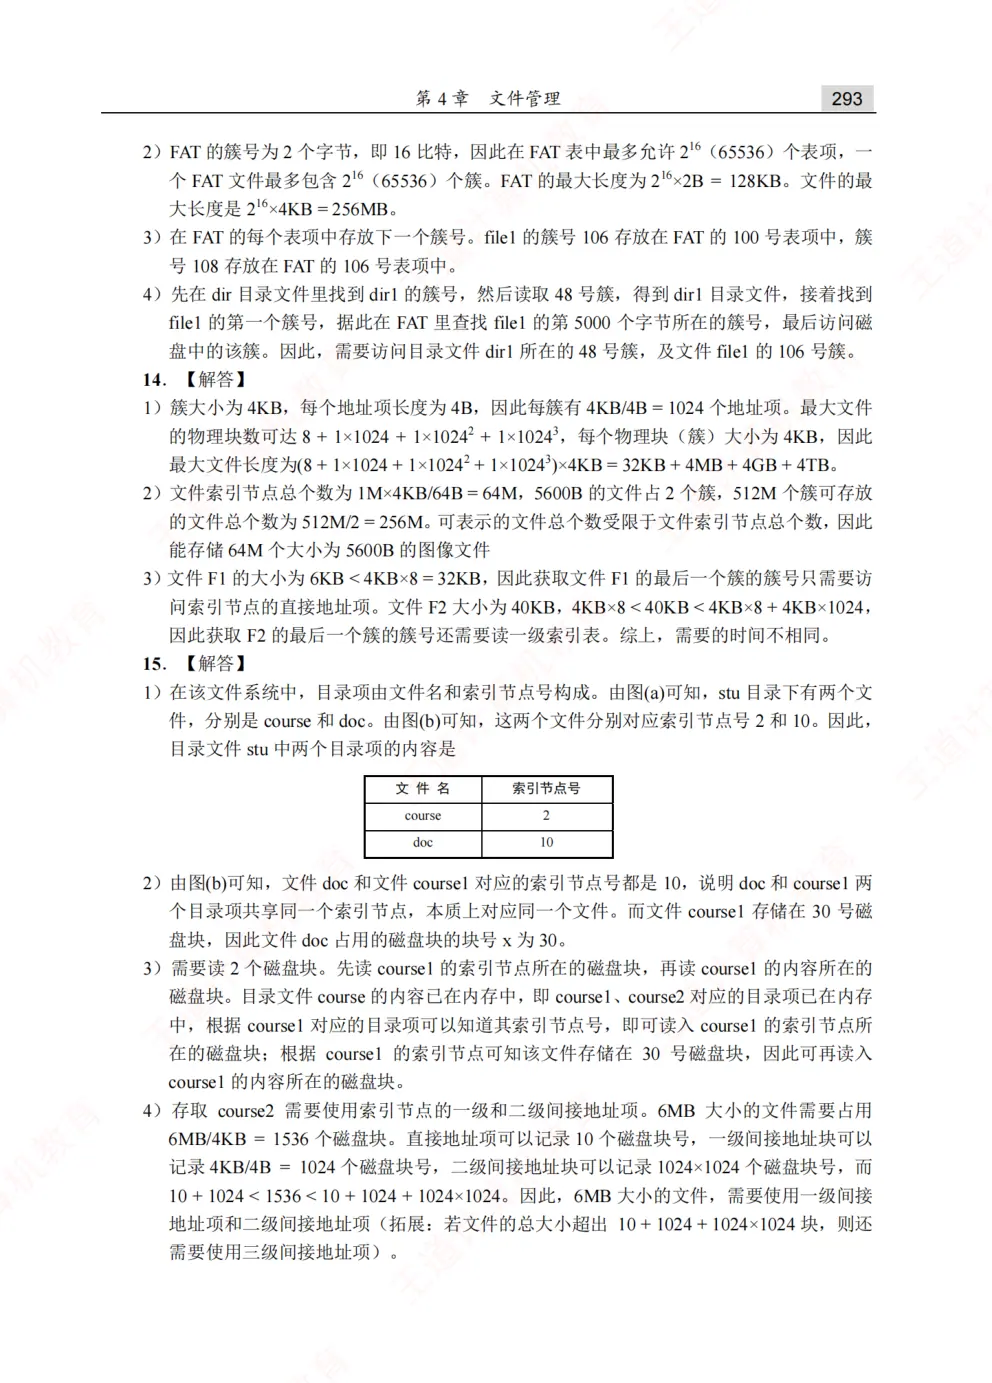 第 4 章 文件管理 293
2）FAT 的簇号为 2 个字节，即 16 比特，因此在 FAT 表中最多允许 2¹⁶（65536）个表项，一
个 FAT 文件最多包含 2¹⁶（65536）个簇。FAT 的最大长度为 2¹⁶×2B = 128KB。文件的最
大长度是 2¹⁶×4KB = 256MB。
3）在 FAT 的每个表项中存放下一个簇号。file1 的簇号 106 存放在 FAT 的 100 号表项中，簇
号 108 存放在 FAT 的 106 号表项中。
4）先在 dir 目录文件里找到 dir1 的簇号，然后读取 48 号簇，得到 dir1 目录文件，接着找到
file1 的第一个簇号，据此在 FAT 里查找 file1 的第 5000 个字节所在的簇号，最后访问磁
盘中的该簇。因此，需要访问目录文件 dir1 所在的 48 号簇，及文件 file1 的 106 号簇。
14．【解答】
1）簇大小为 4KB，每个地址项长度为 4B，因此每簇有 4KB/4B = 1024 个地址项。最大文件
的物理块数可达 8 + 1×1024 + 1×1024² + 1×1024³，每个物理块（簇）大小为 4KB，因此
最大文件长度为(8 + 1×1024 + 1×1024² + 1×1024³)×4KB = 32KB + 4MB + 4GB + 4TB。
2）文件索引节点总个数为 1M×4KB/64B = 64M，5600B 的文件占 2 个簇，512M 个簇可存放
的文件总个数为 512M/2 = 256M。可表示的文件总个数受限于文件索引节点总个数，因此
能存储 64M 个大小为 5600B 的图像文件
3）文件 F1 的大小为 6KB < 4KB×8 = 32KB，因此获取文件 F1 的最后一个簇的簇号只需要访
问索引节点的直接地址项。文件 F2 大小为 40KB，4KB×8 < 40KB < 4KB×8 + 4KB×1024，
因此获取 F2 的最后一个簇的簇号还需要读一级索引表。综上，需要的时间不相同。
15．【解答】
1）在该文件系统中，目录项由文件名和索引节点号构成。由图(a)可知，stu 目录下有两个文
件，分别是 course 和 doc。由图(b)可知，这两个文件分别对应索引节点号 2 和 10。因此，
目录文件 stu 中两个目录项的内容是
文 件 名 索引节点号
course 2
doc 10
2）由图(b)可知，文件 doc 和文件 course1 对应的索引节点号都是 10，说明 doc 和 course1 两
个目录项共享同一个索引节点，本质上对应同一个文件。而文件 course1 存储在 30 号磁
盘块，因此文件 doc 占用的磁盘块的块号 x 为 30。
3）需要读 2 个磁盘块。先读 course1 的索引节点所在的磁盘块，再读 course1 的内容所在的
磁盘块。目录文件 course 的内容已在内存中，即 course1、course2 对应的目录项已在内存
中，根据 course1 对应的目录项可以知道其索引节点号，即可读入 course1 的索引节点所
在的磁盘块；根据 course1 的索引节点可知该文件存储在 30 号磁盘块，因此可再读入
course1 的内容所在的磁盘块。
4）存取 course2 需要使用索引节点的一级和二级间接地址项。6MB 大小的文件需要占用
6MB/4KB = 1536 个磁盘块。直接地址项可以记录 10 个磁盘块号，一级间接地址块可以
记录 4KB/4B = 1024 个磁盘块号，二级间接地址块可以记录 1024×1024 个磁盘块号，而
10 + 1024 < 1536 < 10 + 1024 + 1024×1024。因此，6MB 大小的文件，需要使用一级间接
地址项和二级间接地址项（拓展：若文件的总大小超出 10 + 1024 + 1024×1024 块，则还
需要使用三级间接地址项）。